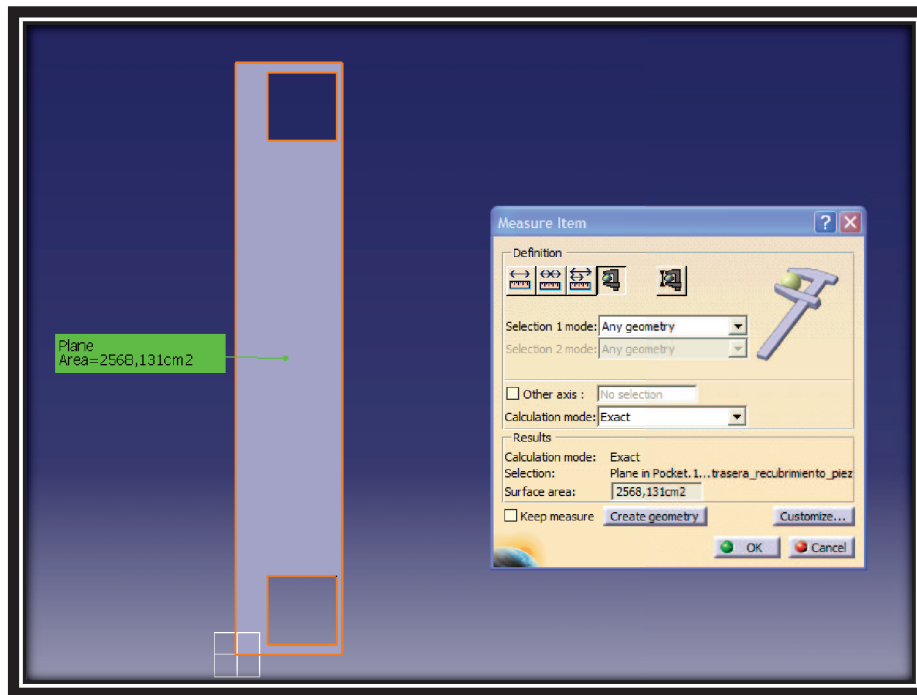 Plane
Area=2568,131cm2
Measure Item
Definition
Selection 1 mode: Any geometry
Selection 2 mode: Any geometry
Other axis : No selection
Calculation mode: Exact
Results
Calculation mode: Exact
Selection: Plane in Pocket.1...trasera_recubrimiento_piez
Surface area: 2568,131cm2
Keep measure Create geometry Customize...
OK Cancel